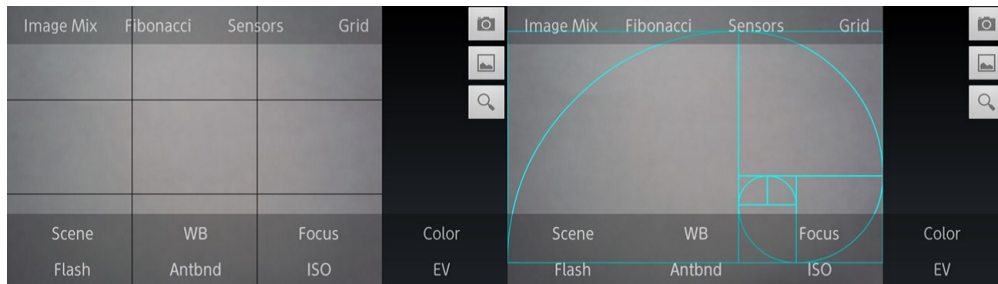 Image Mix Fibonacci Sensors Grid
Scene WB Focus Color
Flash Antbnd ISO EV
Image Mix Fibonacci Sensors Grid
Scene WB Focus Color
Flash Antbnd ISO EV